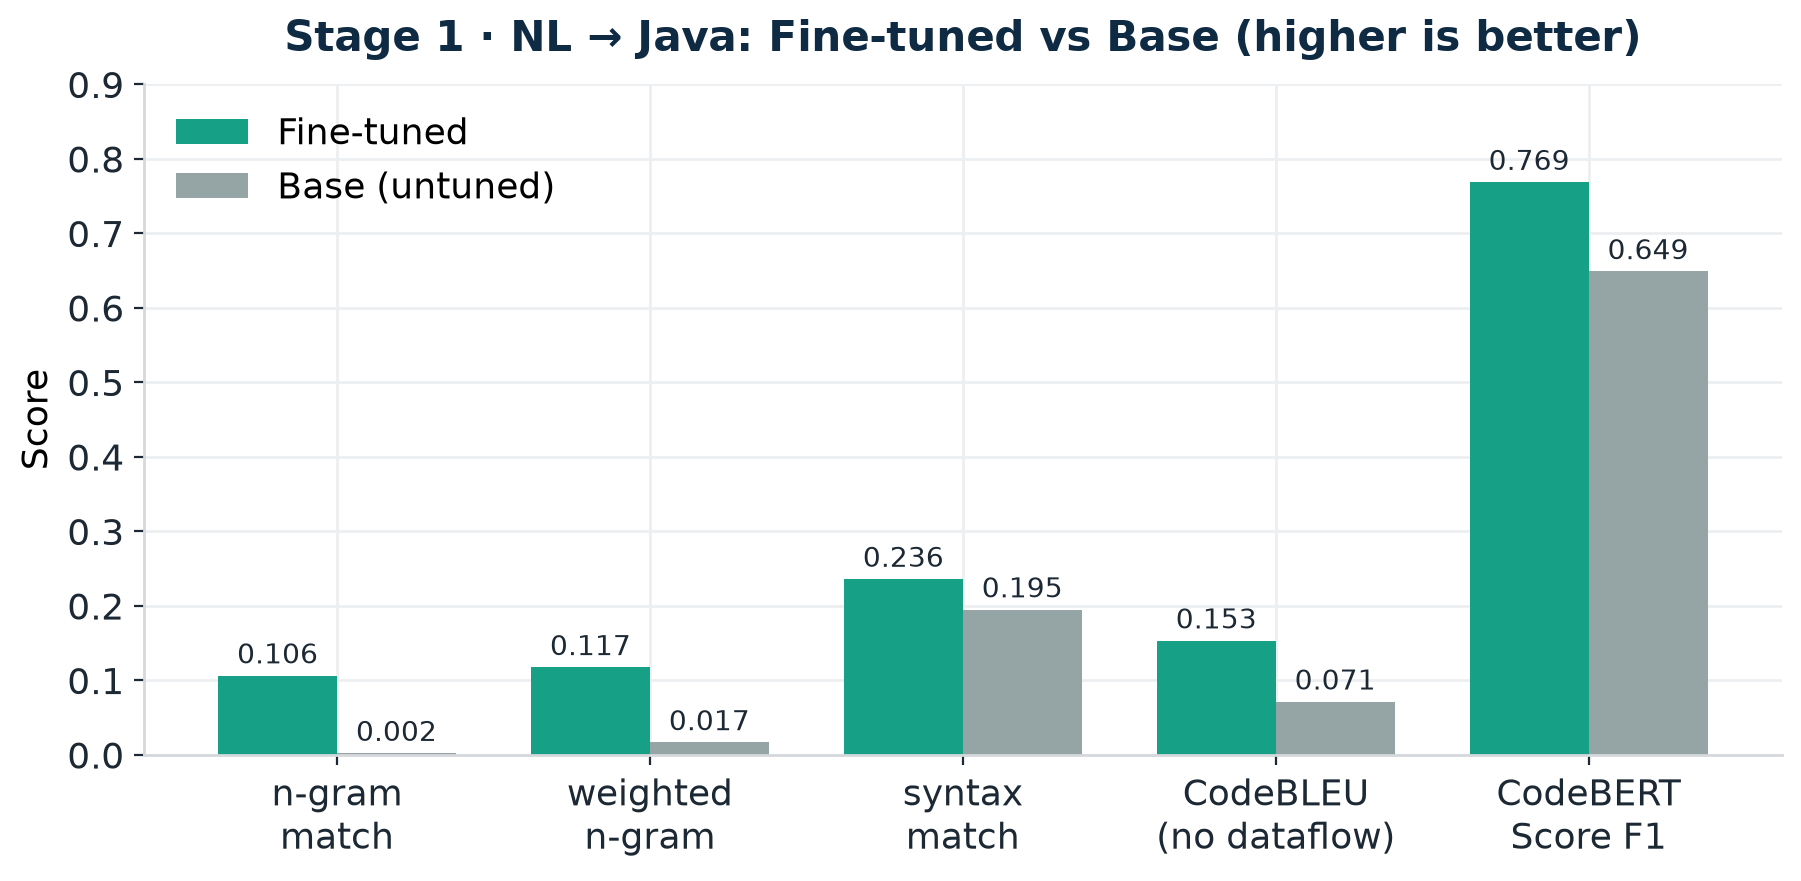 Stage 1 · NL → Java: Fine-tuned vs Base (higher is better)
Fine-tuned
Base (untuned)
Score
0.9
0.8
0.7
0.6
0.5
0.4
0.3
0.2
0.1
0.0
0.106
0.002
0.117
0.017
0.236
0.195
0.153
0.071
0.769
0.649
n-gram
match
weighted
n-gram
syntax
match
CodeBLEU
(no dataflow)
CodeBERT
Score F1